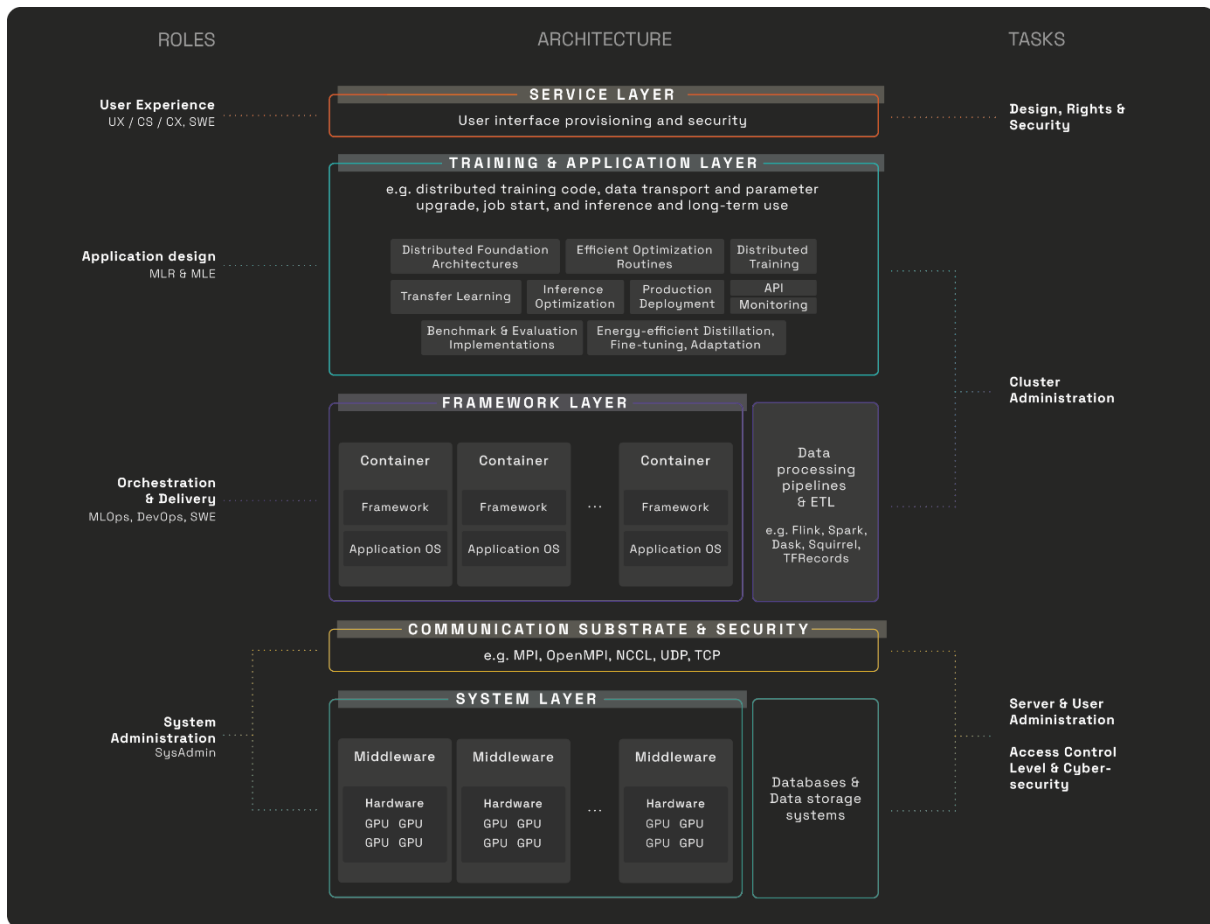 ROLES
ARCHITECTURE
TASKS
SERVICE LAYER
User Experience
UX / CS / CX, SWE
User interface provisioning and security
Design, Rights &
Security
TRAINING & APPLICATION LAYER
e.g. distributed training code, data transport and parameter
upgrade, job start, and inference and long-term use
Application design
MLR & MLE
Distributed Foundation
Architectures
Efficient Optimization
Routines
Distributed
Training
Transfer Learning
Inference
Optimization
Production
Deployment
API
Monitoring
Benchmark & Evaluation
Implementations
Energy-efficient Distillation,
Fine-tuning, Adaptation
Cluster
Administration
FRAMEWORK LAYER
Orchestration
& Delivery
MLOps, DevOps, SWE
Container
Framework
Application OS
Container
Framework
Application OS
...
Container
Framework
Application OS
Data
processing
pipelines
& ETL
e.g. Flink, Spark,
Dask, Squirrel,
TFRecords
COMMUNICATION SUBSTRATE & SECURITY
e.g. MPI, OpenMPI, NCCL, UDP, TCP
SYSTEM LAYER
System
Administration
SysAdmin
Middleware
Hardware
GPU GPU
GPU GPU
Middleware
Hardware
GPU GPU
GPU GPU
...
Middleware
Hardware
GPU GPU
GPU GPU
Databases &
Data storage
systems
Server & User
Administration
Access Control
Level & Cyber-
security